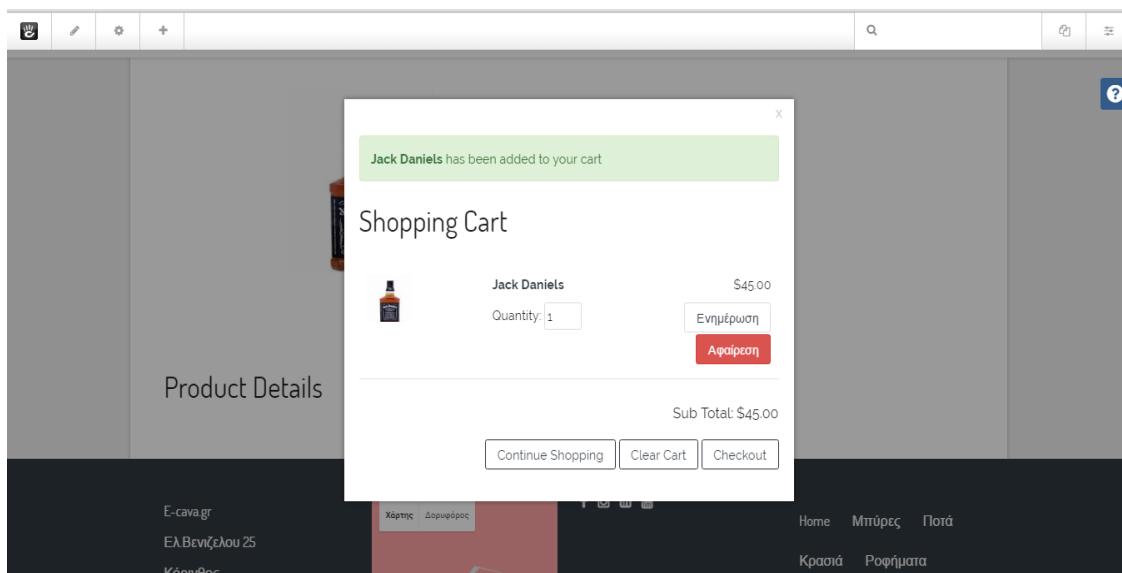 x
Jack Daniels has been added to your cart
Shopping Cart
Jack Daniels $45.00
Quantity: 1 Ενημέρωση
Αφαίρεση
Sub Total: $45.00
Continue Shopping Clear Cart Checkout
Product Details
E-cava.gr
Ελ.Βενιζελου 25
Κόρινθος
Χάρτης Δορυφόρος
Home Μπύρες Ποτά
Κρασιά Ροφήματα